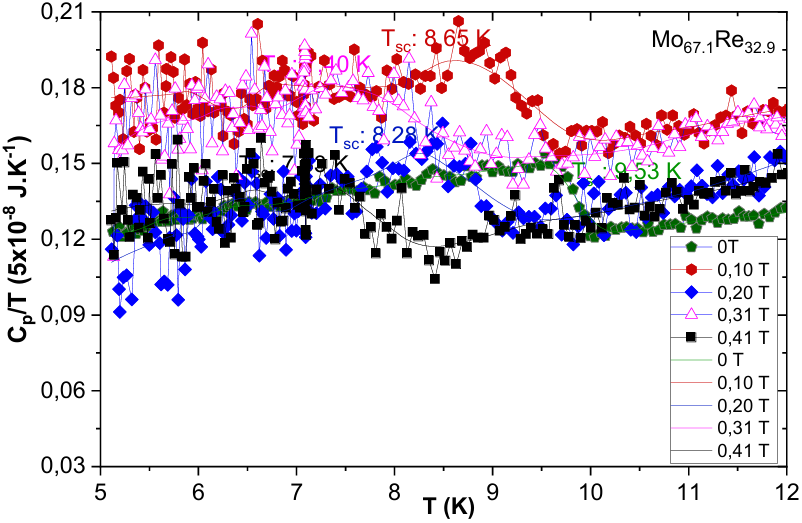 0,21
0,18
0,15
0,12
0,09
0,06
0,03
Cp/T (5x10-8 J.K-1)
Mo67.1Re32.9
Tsc: 8.65 K
40 K
Tsc: 8.28 K
K
9.53 K
0T
0,10 T
0,20 T
0,31 T
0,41 T
0 T
0,10 T
0,20 T
0,31 T
0,41 T
5 6 7 8 9 10 11 12
T (K)